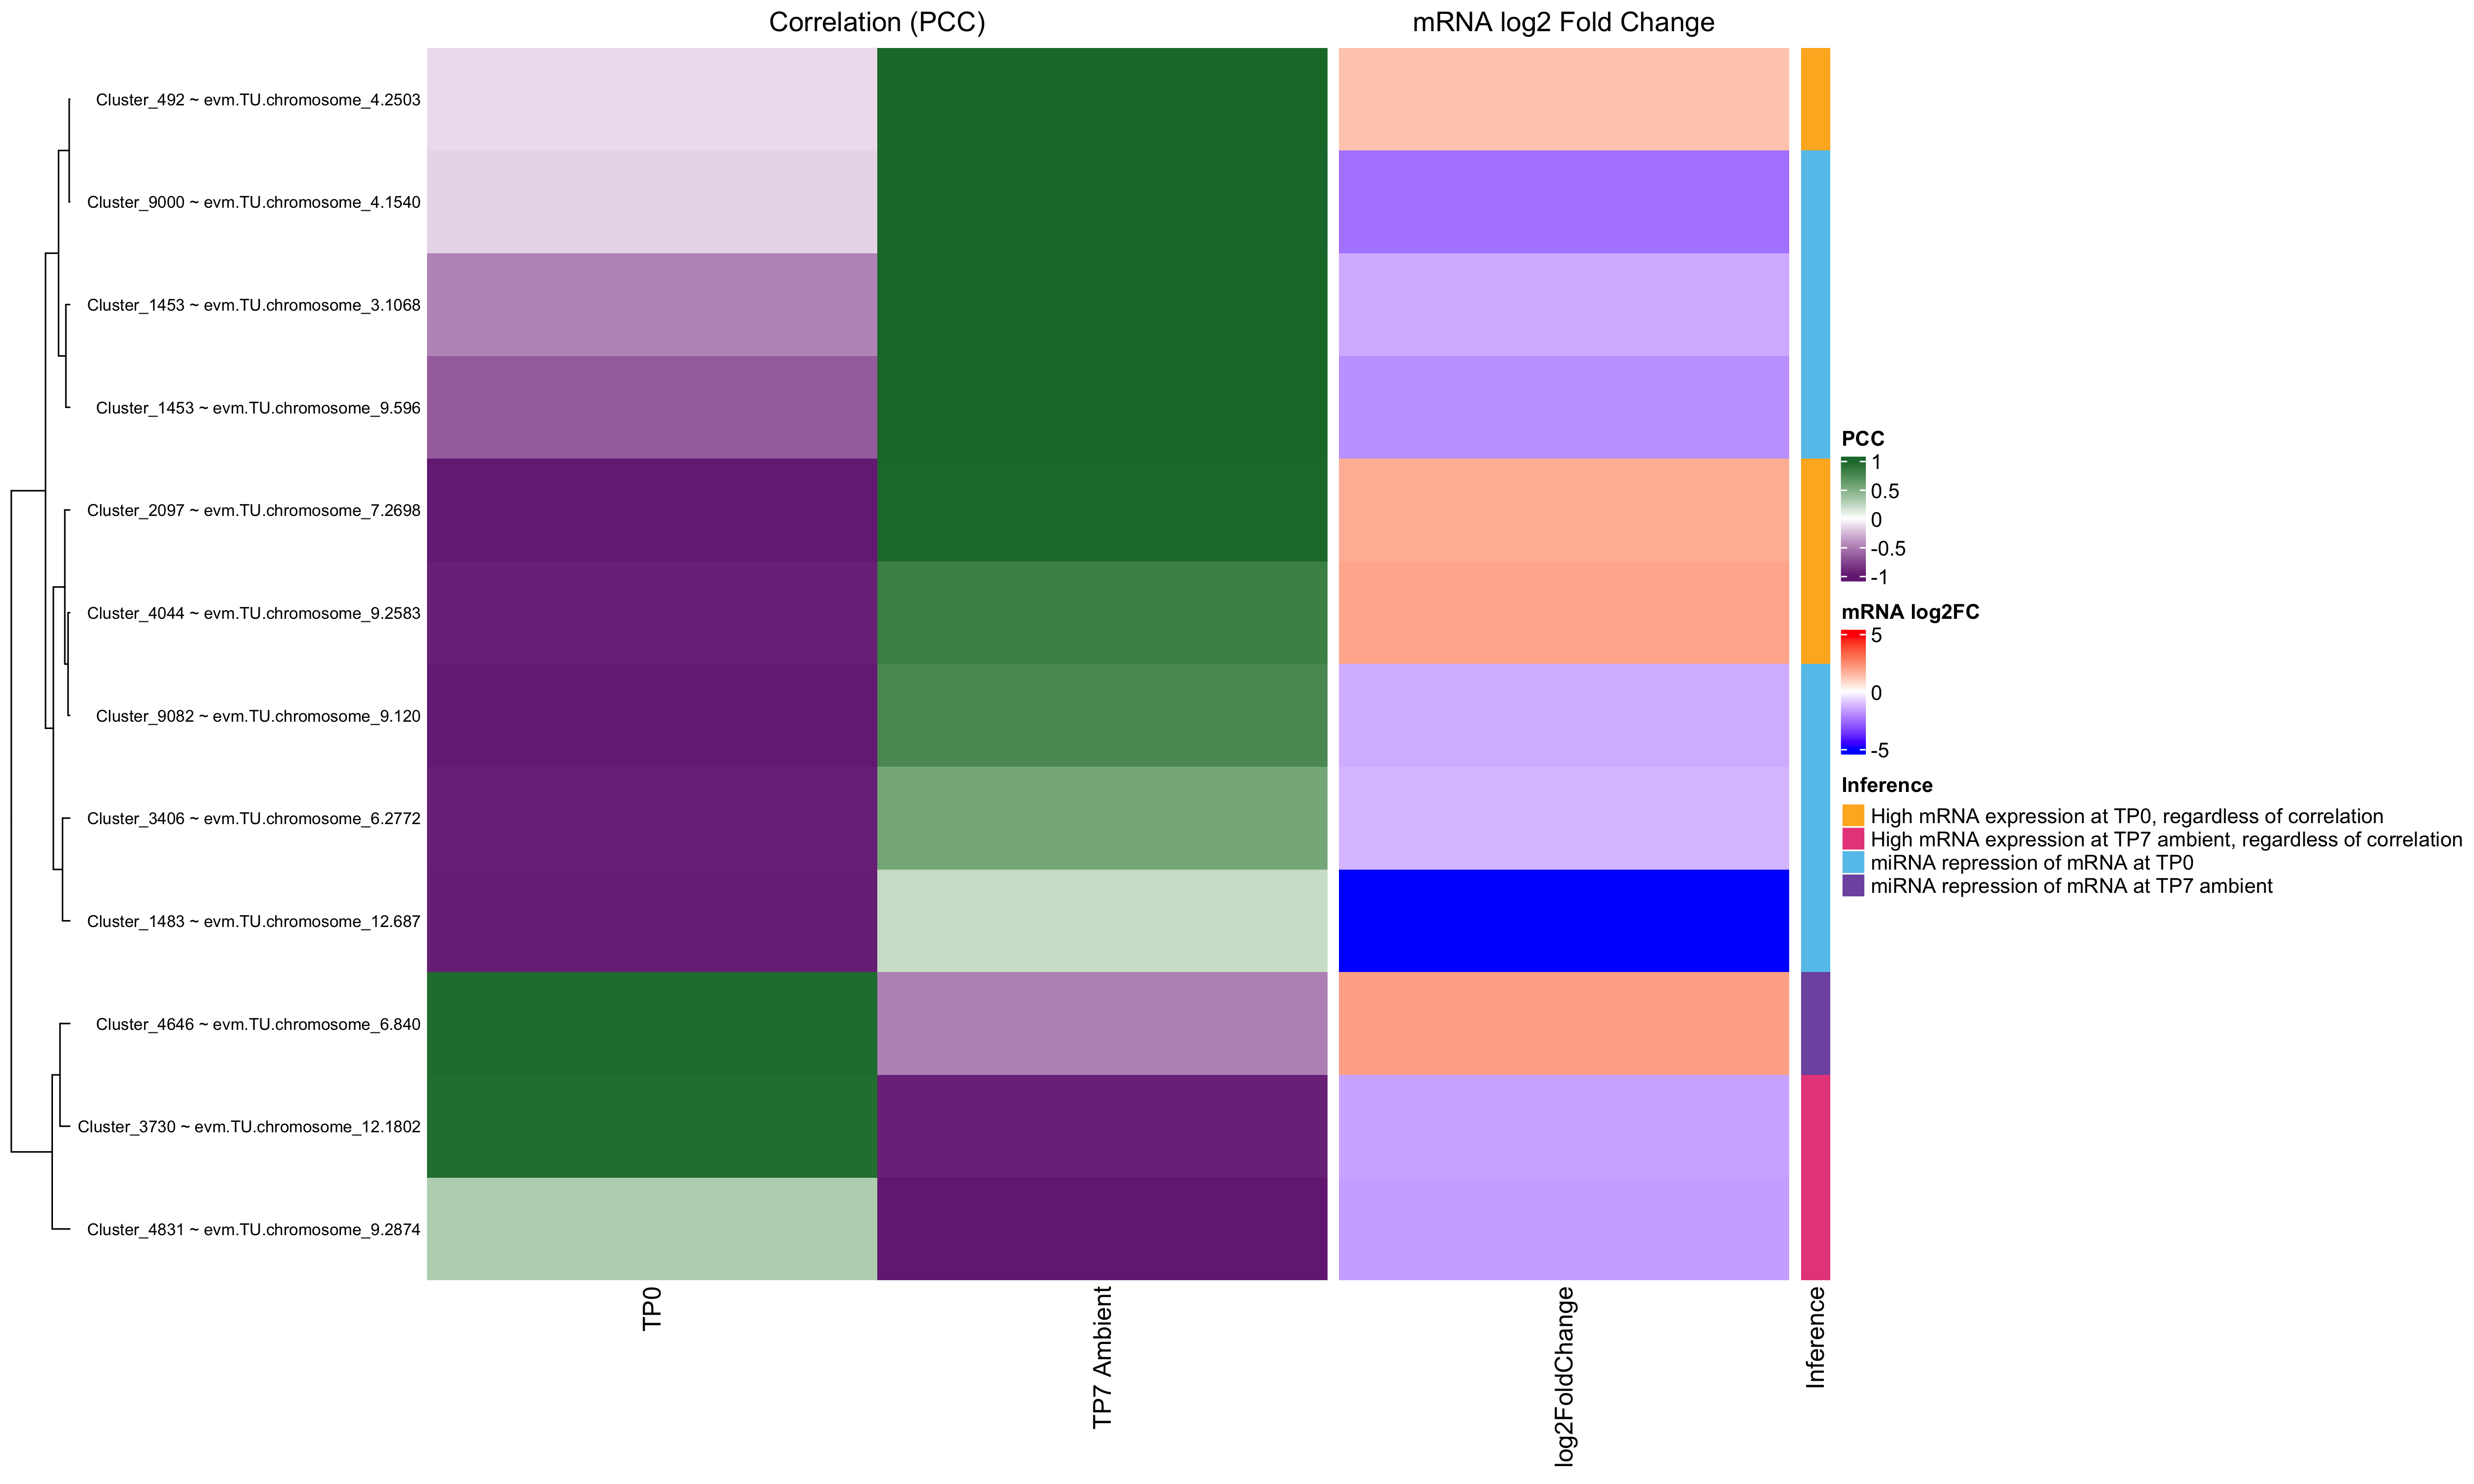 Correlation (PCC)
mRNA log2 Fold Change
Cluster_492 ~ evm.TU.chromosome_4.2503
Cluster_9000 ~ evm.TU.chromosome_4.1540
Cluster_1453 ~ evm.TU.chromosome_3.1068
Cluster_1453 ~ evm.TU.chromosome_9.596
Cluster_2097 ~ evm.TU.chromosome_7.2698
Cluster_4044 ~ evm.TU.chromosome_9.2583
Cluster_9082 ~ evm.TU.chromosome_9.120
Cluster_3406 ~ evm.TU.chromosome_6.2772
Cluster_1483 ~ evm.TU.chromosome_12.687
Cluster_4646 ~ evm.TU.chromosome_6.840
Cluster_3730 ~ evm.TU.chromosome_12.1802
Cluster_4831 ~ evm.TU.chromosome_9.2874
TP0
TP7 Ambient
log2FoldChange
Inference
PCC
1
0.5
0
-0.5
-1
mRNA log2FC
5
0
-5
Inference
High mRNA expression at TP0, regardless of correlation
High mRNA expression at TP7 ambient, regardless of correlation
miRNA repression of mRNA at TP0
miRNA repression of mRNA at TP7 ambient